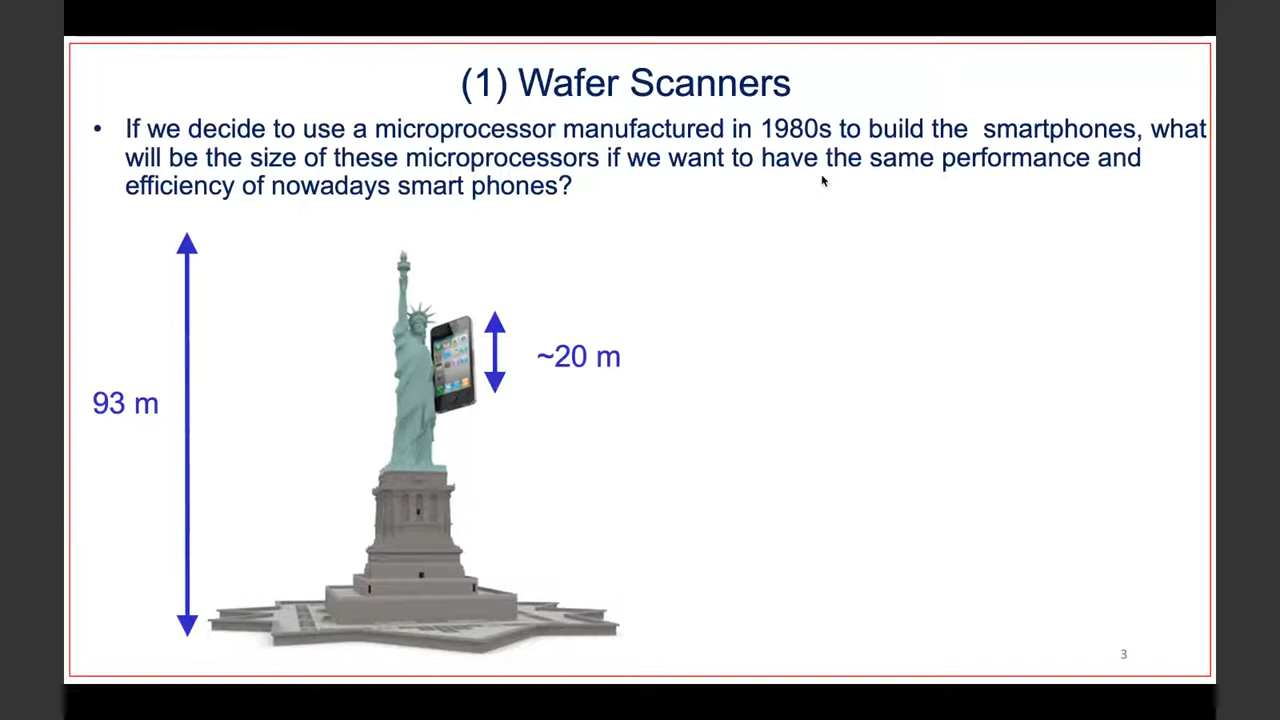 (1) Wafer Scanners
• If we decide to use a microprocessor manufactured in 1980s to build the  smartphones, what
will be the size of these microprocessors if we want to have the same performance and
efficiency of nowadays smart phones?
~20 m
93 m
3